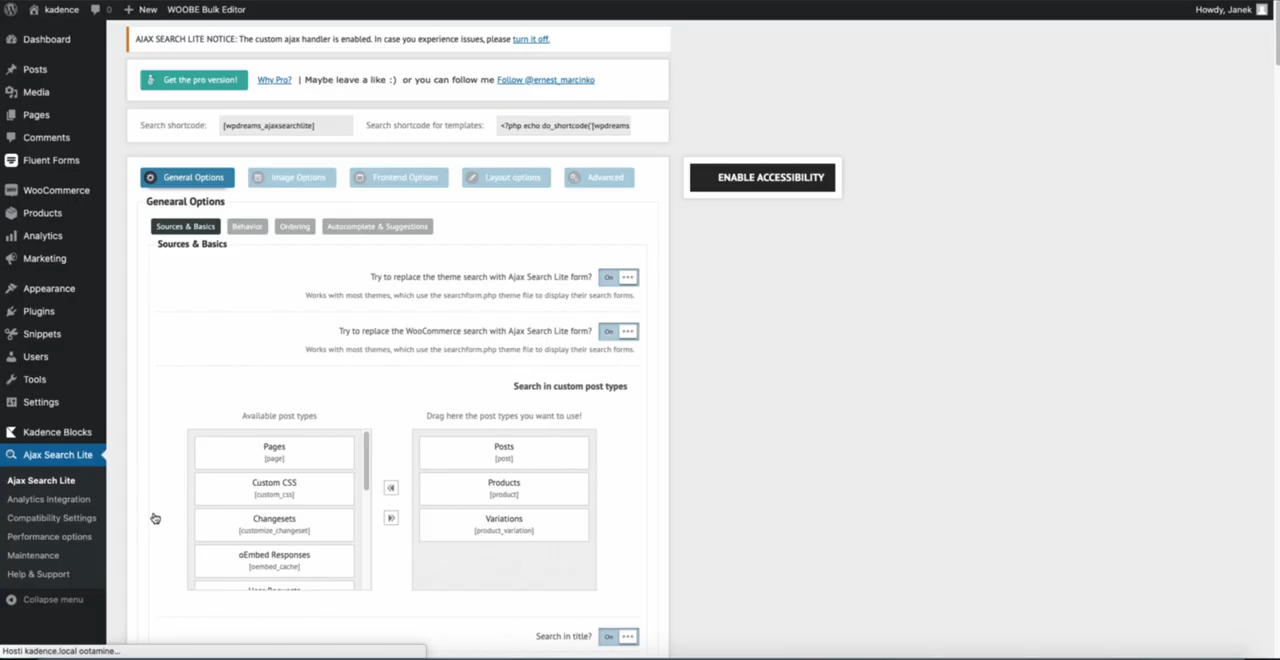 kadence
0
New
WOOBE Bulk Editor
Howdy, Janek
Dashboard
Posts
Media
Pages
Comments
Fluent Forms
WooCommerce
Products
Analytics
Marketing
Appearance
Plugins
Snippets
Users
Tools
Settings
Kadence Blocks
Ajax Search Lite
Ajax Search Lite
Analytics Integration
Compatibility Settings
Performance options
Maintenance
Help & Support
Collapse menu
AJAX SEARCH LITE NOTICE: The custom ajax handler is enabled. In case you experience issues, please turn it off.
Get the pro version! Why Pro? | Maybe leave a like :) or you can follow me Follow @ernest_marcinko
Search shortcode: [wpdreams_ajaxsearchlite] Search shortcode for templates: <?php echo do_shortcode('[wpdreams
General Options Image Options Frontend Options Layout options Advanced
ENABLE ACCESSIBILITY
Genearal Options
Sources & Basics Behavior Ordering Autocomplete & Suggestions
Sources & Basics
Try to replace the theme search with Ajax Search Lite form? On
Works with most themes, which use the searchform.php theme file to display their search forms.
Try to replace the WooCommerce search with Ajax Search Lite form? On
Works with most themes, which use the searchform.php theme file to display their search forms.
Search in custom post types
Available post types
Pages
[page]
Custom CSS
[custom_css]
Changesets
[customize_changeset]
oEmbed Responses
[oembed_cache]
User Requests
Drag here the post types you want to use!
Posts
[post]
Products
[product]
Variations
[product_variation]
Search in title? On
Hosti kadence.local ootamine...